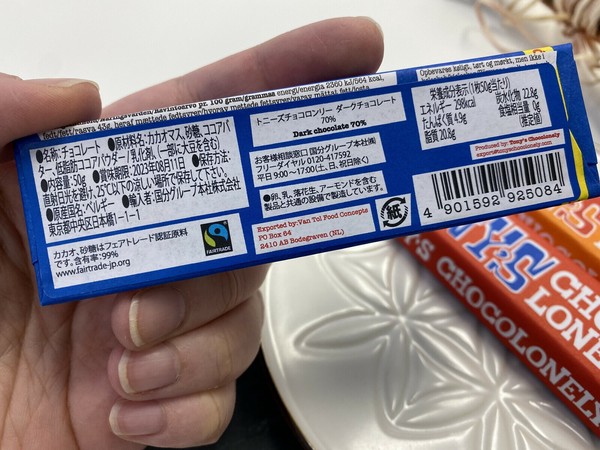 pr. 100 gram/grammaa energi/energia 2360 kJ/564 kcal,
●名称:チョコレート ●原材料名:カカオマス、砂糖、ココアバ
ター、低脂肪ココアパウダー/乳化剤、(一部に大豆を含む)
●内容量:50g ●賞味期限:2023年08月11日 ●保存方法:
直射日光を避け、25℃以下の涼しい場所で保存して下さい。
●原産国名:ベルギー ●輸入者:国分グループ本社株式会社
東京都中央区日本橋1-1-1
カカオ、砂糖はフェアトレード認証原料
です。含有率:99%
www.fairtrade-jp.org
FAIRTRADE
トニーズチョコロンリー ダークチョコレート
70%
Dark chocolate 70%
お客様相談窓口 国分グループ本社㈱
フリーダイヤル 0120-417592
平日 9:00～17:00(土、日、祝日除く)
●卵、乳、落花生、アーモンドを含む
製品と共通の設備で製造しています。
Exported by: Van Tol Food Concepts
PO Box 64
2410 AB Bodegraven (NL)
紙
Opbevares køligt, tørt og mørkt, men ikke i
栄養成分表示(1枚50g当たり)
エネルギー 298kcal
たんぱく質 4.9g
脂質 20.8g
炭水化物 22.8g
食塩相当量 0g
(推定値)
Produced by: Tony's Chocolonely
export@tonyschocolonely.com
4 901592 925084
CHOCOLONELY
CHO
LONE